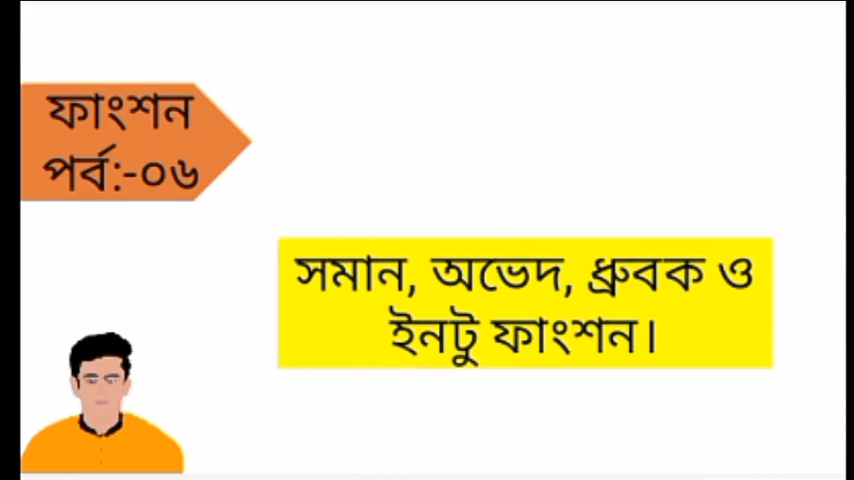 ফাংশন
পর্ব:-০৬
সমান, অভেদ, ধ্রুবক ও
ইনটু ফাংশন।